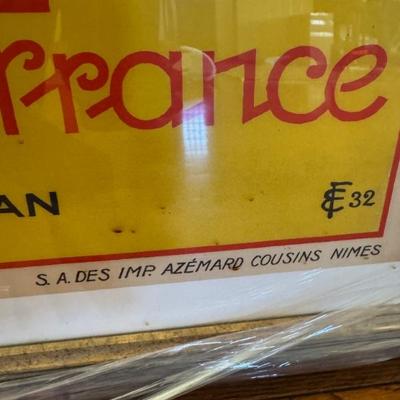 france
AN
32
S. A. DES IMP. AZÉMARD COUSINS NIMES